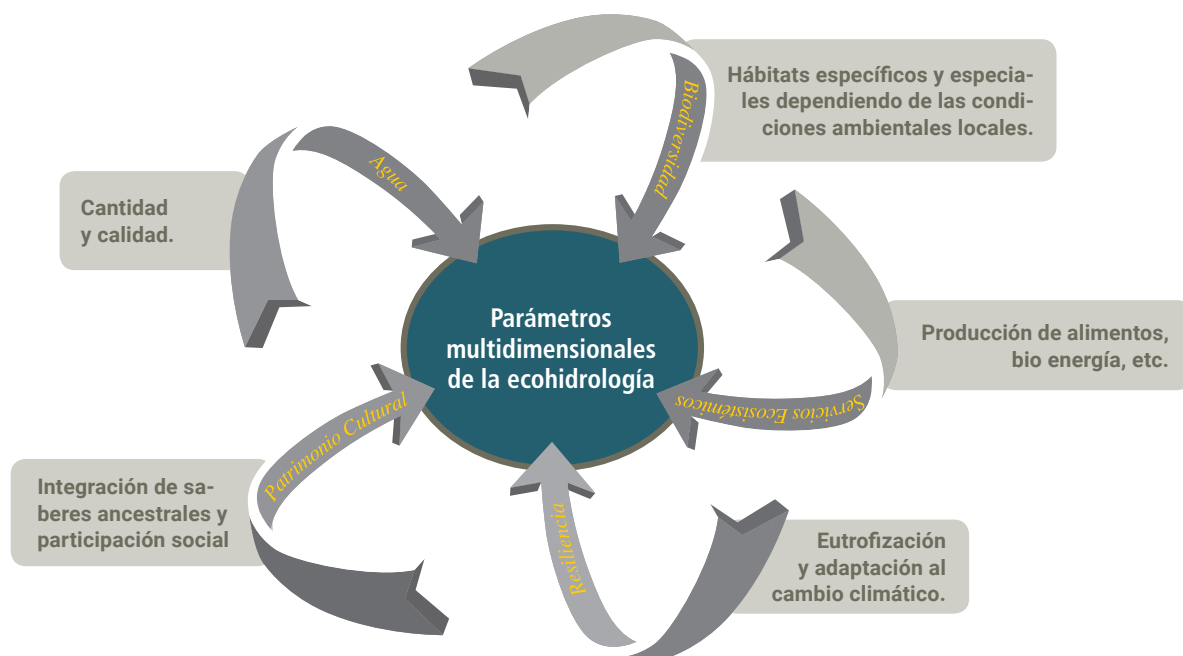 Biodiversidad
Hábitats específicos y especia-
les dependiendo de las condi-
ciones ambientales locales.
Agua
Cantidad
y calidad.
Parámetros
multidimensionales
de la ecohidrología
Producción de alimentos,
bio energía, etc.
Servicios Ecosistémicos
Patrimonio Cultural
Integración de sa-
beres ancestrales y
participación social
Resiliencia
Eutrofización
y adaptación al
cambio climático.